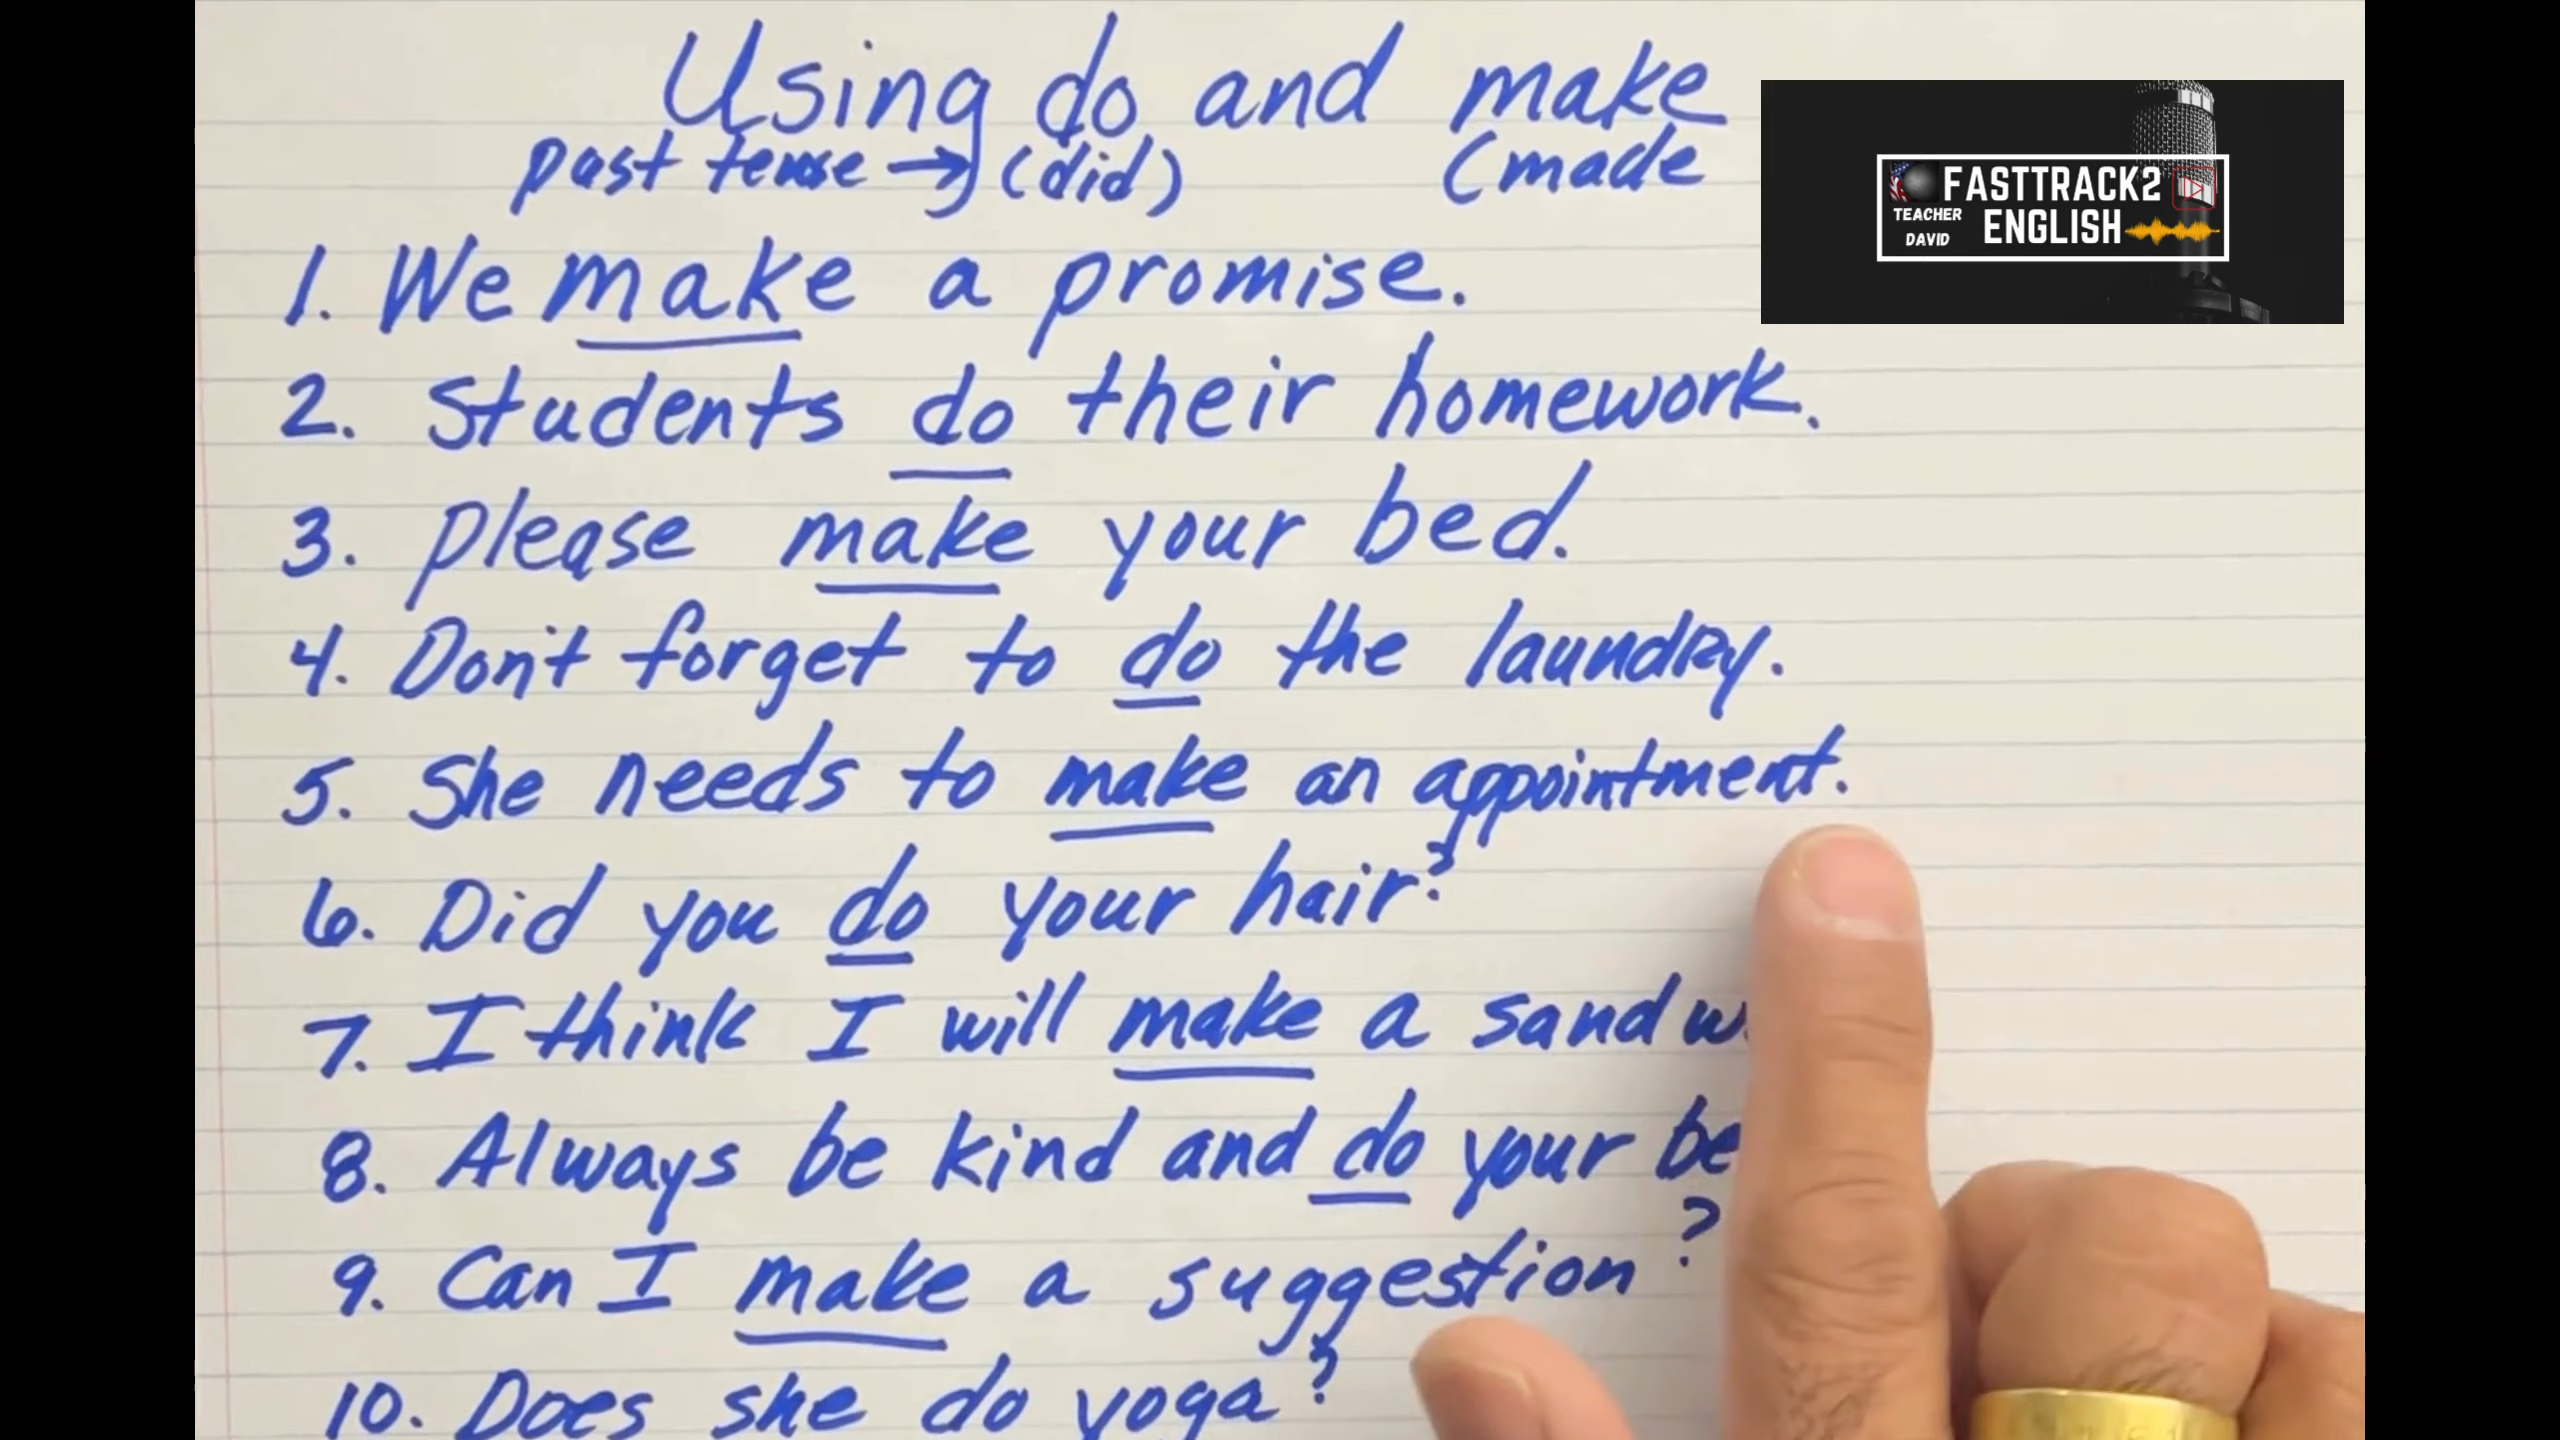 Using do and make
past tense → (did) (made
FASTTRACK2
TEACHER
DAVID
ENGLISH
1. We make a promise.
2. Students do their homework.
3. please make your bed.
4. Don't forget to do the laundry.
5. She needs to make an appointment.
6. Did you do your hair?
7. I think I will make a
8. Always be kind and do your
9. Can I make a suggestion?
10. Does she do yoga?